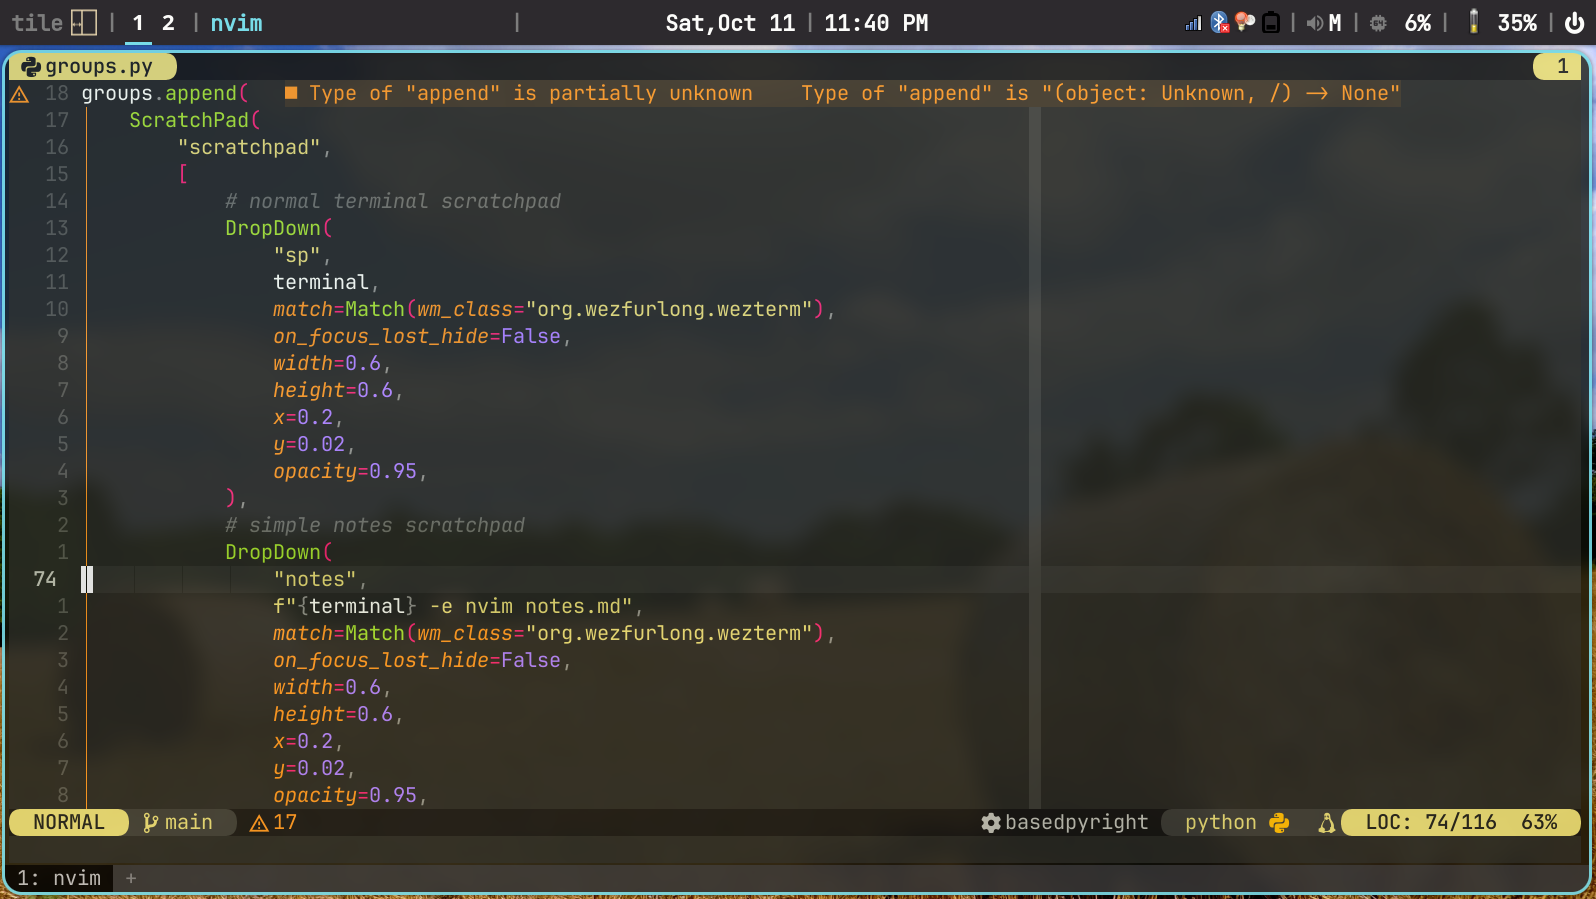 tile | 1 2 | nvim | Sat,Oct 11 | 11:40 PM | M | 6% | 35% |
groups.py 1
18 groups.append( ■ Type of "append" is partially unknown Type of "append" is "(object: Unknown, /) -> None"
17 ScratchPad(
16 "scratchpad",
15 [
14 # normal terminal scratchpad
13 DropDown(
12 "sp",
11 terminal,
10 match=Match(wm_class="org.wezfurlong.wezterm"),
9 on_focus_lost_hide=False,
8 width=0.6,
7 height=0.6,
6 x=0.2,
5 y=0.02,
4 opacity=0.95,
3 ),
2 # simple notes scratchpad
1 DropDown(
74 "notes",
1 f"{terminal} -e nvim notes.md",
2 match=Match(wm_class="org.wezfurlong.wezterm"),
3 on_focus_lost_hide=False,
4 width=0.6,
5 height=0.6,
6 x=0.2,
7 y=0.02,
8 opacity=0.95,
NORMAL main 17 basedpyright python LOC: 74/116 63%
1: nvim +